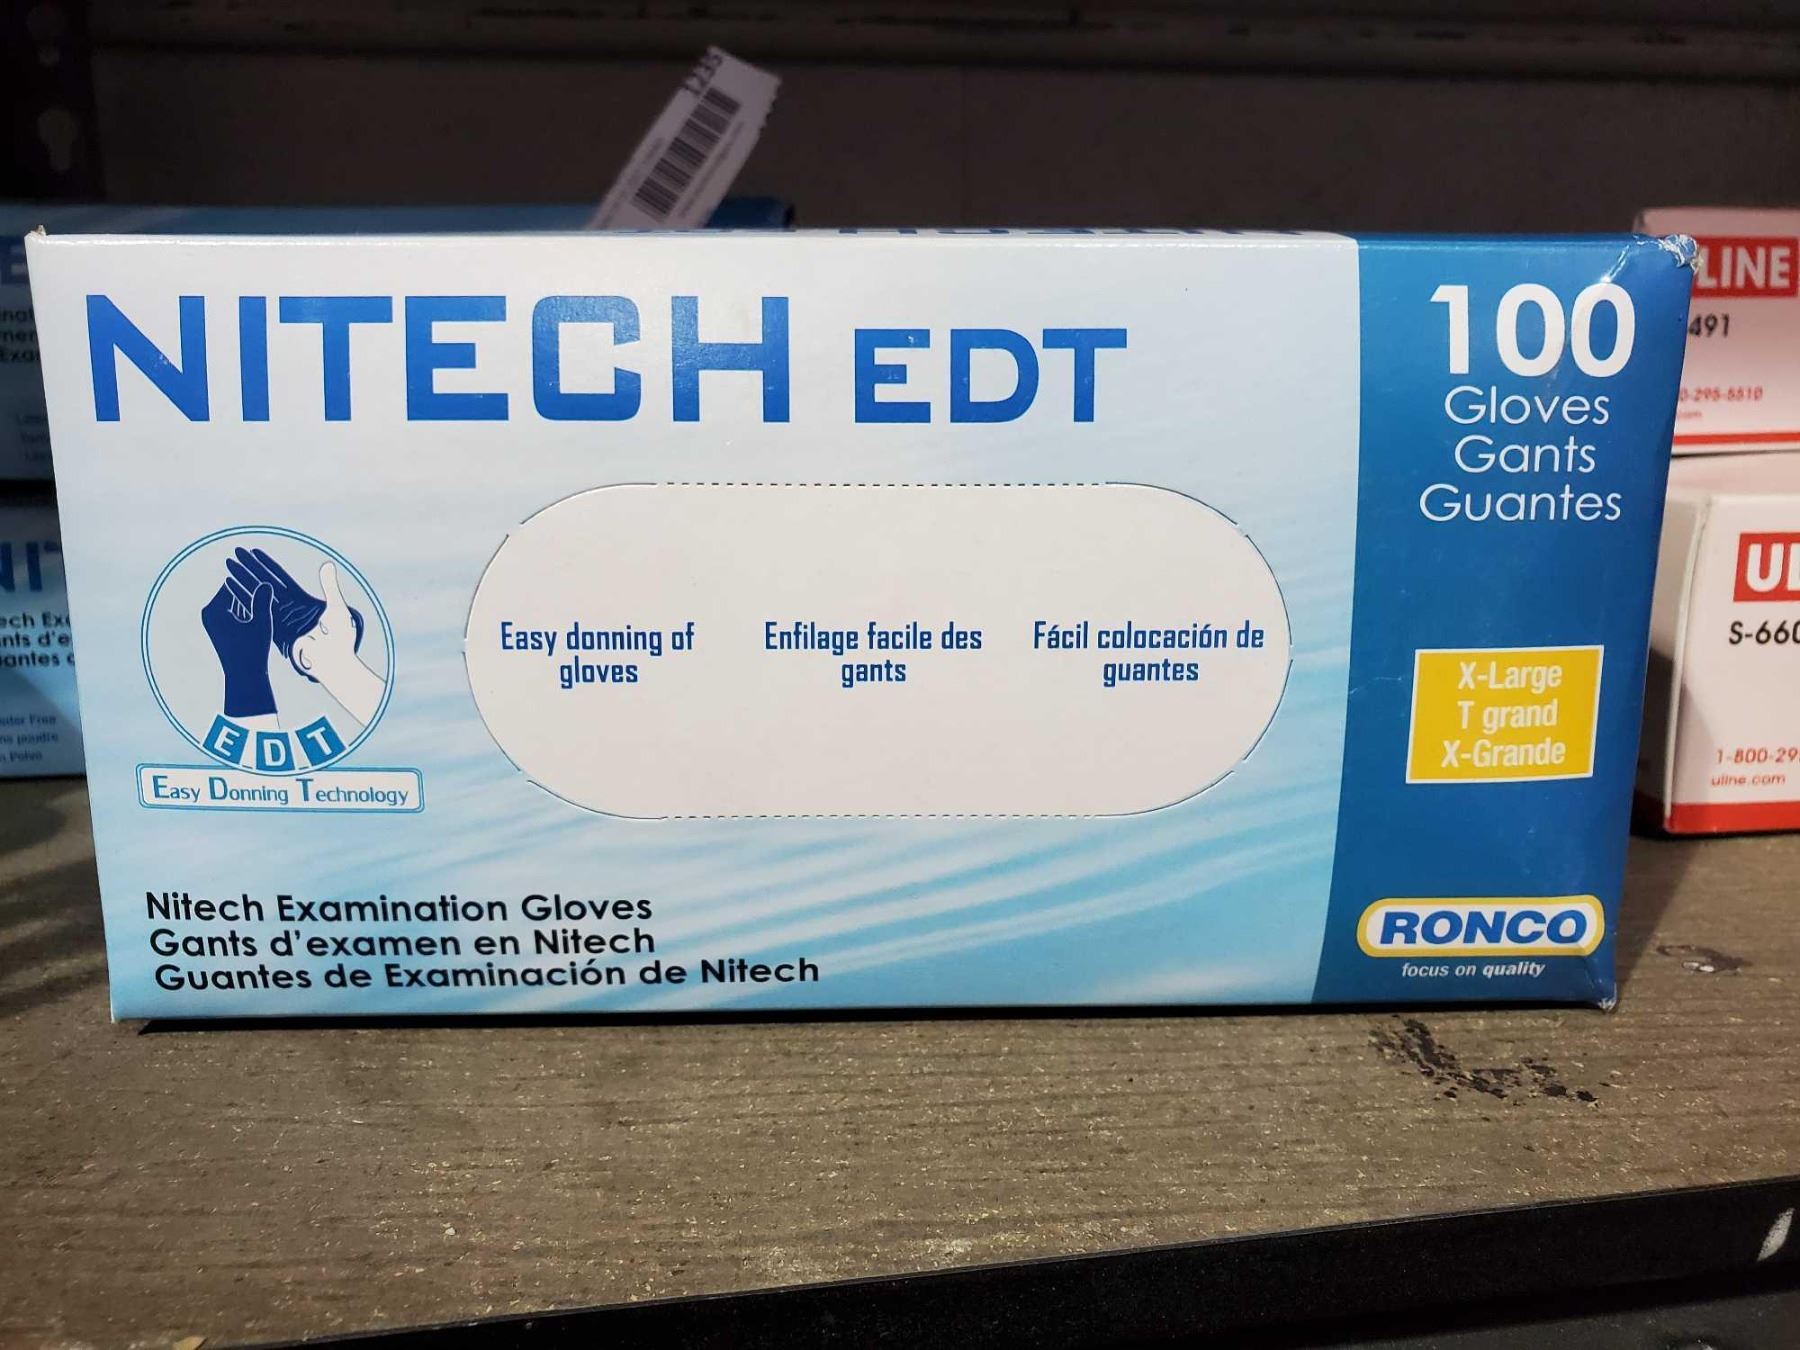 1235
NITECH EDT
100
Gloves
Gants
Guantes
Easy donning of
gloves
Enfilage facile des
gants
Fácil colocación de
guantes
EDT
Easy Donning Technology
X-Large
T grand
X-Grande
Nitech Examination Gloves
Gants d'examen en Nitech
Guantes de Examinación de Nitech
RONCO
focus on quality
LINE
491
S-660
1-800-29
uline.com